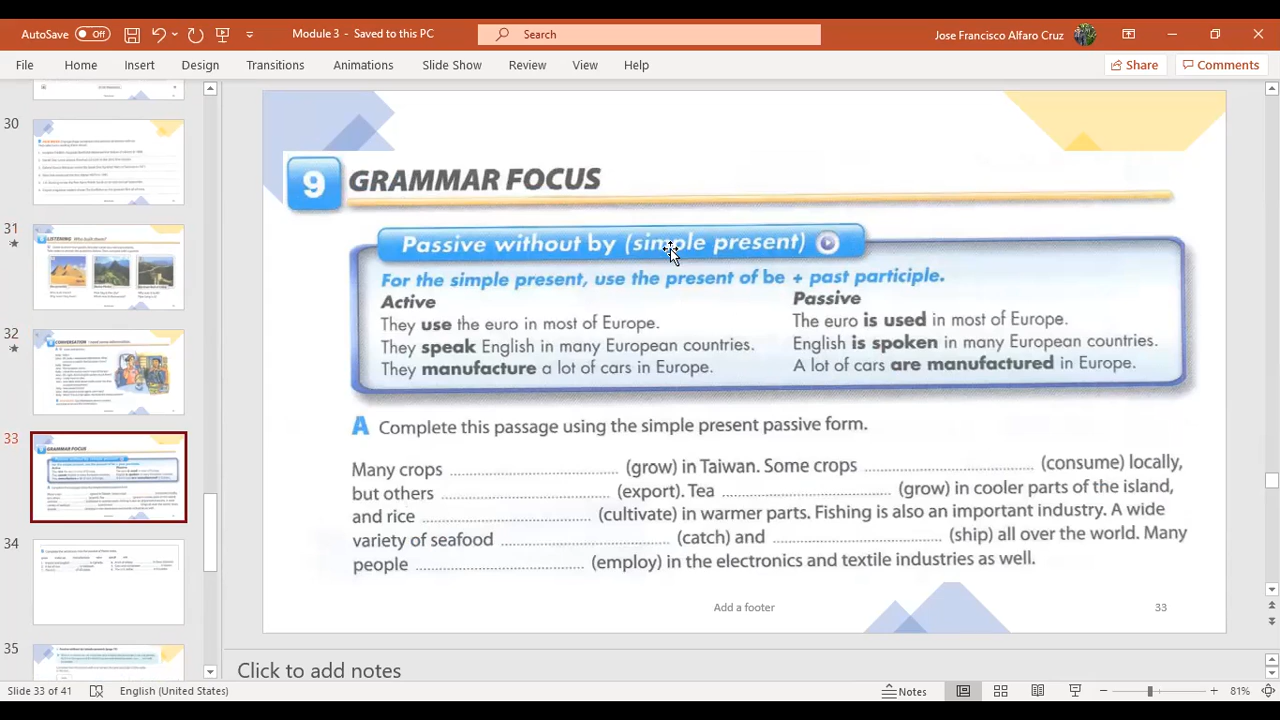 AutoSave Off Module 3 - Saved to this PC Search Jose Francisco Alfaro Cruz
File Home Insert Design Transitions Animations Slide Show Review View Help Share Comments
30
31
32
33
34
35
9 GRAMMAR FOCUS
Passive without by (simple present)
For the simple present, use the present of be + past participle.
Active Passive
They use the euro in most of Europe. The euro is used in most of Europe.
They speak English in many European countries. English is spoken in many European countries.
They manufacture a lot of cars in Europe. lot of cars are manufactured in Europe.
A Complete this passage using the simple present passive form.
Many crops .............................. (grow) in Taiwan. Some crops .............................. (consume) locally,
but others .............................. (export). Tea .............................. (grow) in cooler parts of the island,
and rice .............................. (cultivate) in warmer parts. Fishing is also an important industry. A wide
variety of seafood .............................. (catch) and .............................. (ship) all over the world. Many
people .............................. (employ) in the electronics and textile industries as well.
Add a footer 33
Click to add notes
Slide 33 of 41 English (United States) Notes 81%